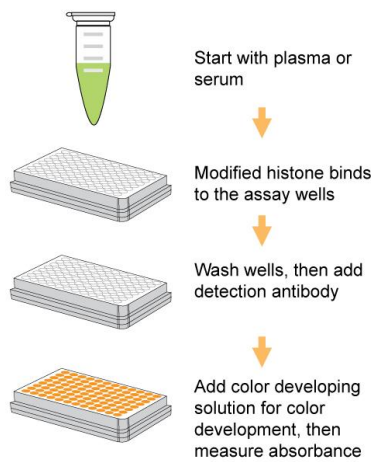 Start with plasma or
serum
Modified histone binds
to the assay wells
Wash wells, then add
detection antibody
Add color developing
solution for color
development, then
measure absorbance